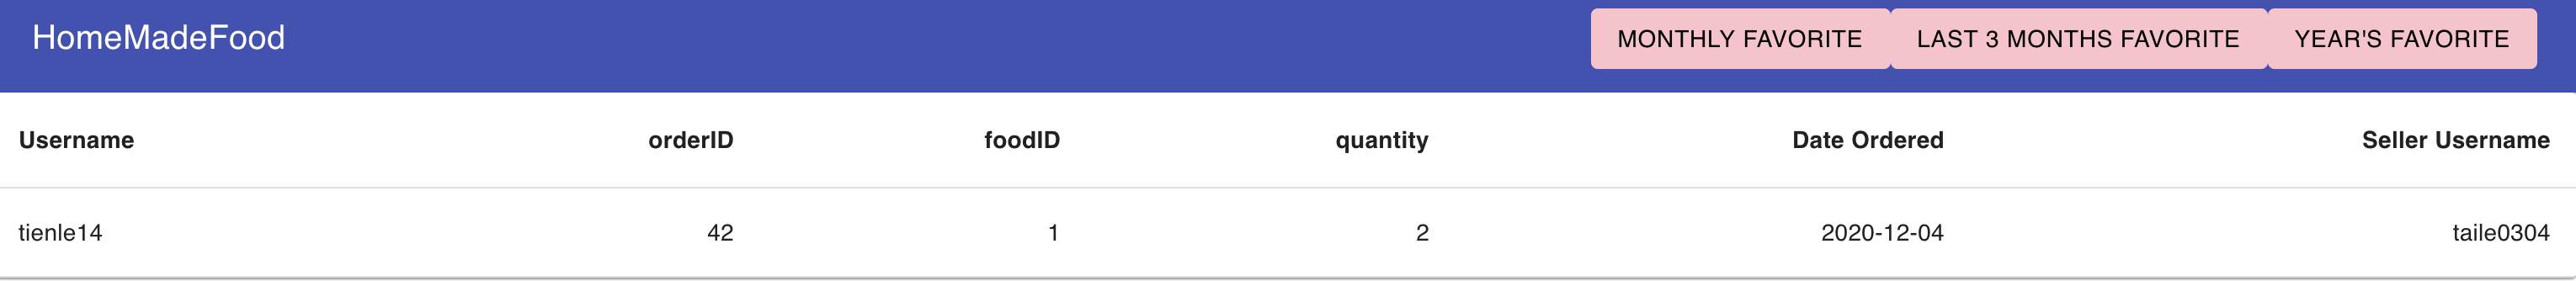 HomeMadeFood MONTHLY FAVORITE LAST 3 MONTHS FAVORITE YEAR'S FAVORITE
Username orderID foodID quantity Date Ordered Seller Username
tienle14 42 1 2 2020-12-04 taile0304